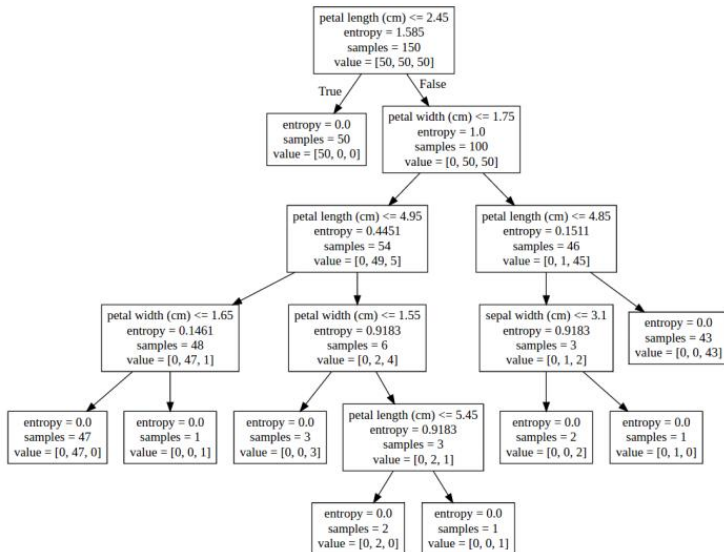 petal length (cm) <= 2.45
entropy = 1.585
samples = 150
value = [50, 50, 50]
True
False
entropy = 0.0
samples = 50
value = [50, 0, 0]
petal width (cm) <= 1.75
entropy = 1.0
samples = 100
value = [0, 50, 50]
petal length (cm) <= 4.95
entropy = 0.4451
samples = 54
value = [0, 49, 5]
petal length (cm) <= 4.85
entropy = 0.1511
samples = 46
value = [0, 1, 45]
petal width (cm) <= 1.65
entropy = 0.1461
samples = 48
value = [0, 47, 1]
petal width (cm) <= 1.55
entropy = 0.9183
samples = 6
value = [0, 2, 4]
sepal width (cm) <= 3.1
entropy = 0.9183
samples = 3
value = [0, 1, 2]
entropy = 0.0
samples = 43
value = [0, 0, 43]
entropy = 0.0
samples = 47
value = [0, 47, 0]
entropy = 0.0
samples = 1
value = [0, 0, 1]
entropy = 0.0
samples = 3
value = [0, 0, 3]
petal length (cm) <= 5.45
entropy = 0.9183
samples = 3
value = [0, 2, 1]
entropy = 0.0
samples = 2
value = [0, 0, 2]
entropy = 0.0
samples = 1
value = [0, 1, 0]
entropy = 0.0
samples = 2
value = [0, 2, 0]
entropy = 0.0
samples = 1
value = [0, 0, 1]